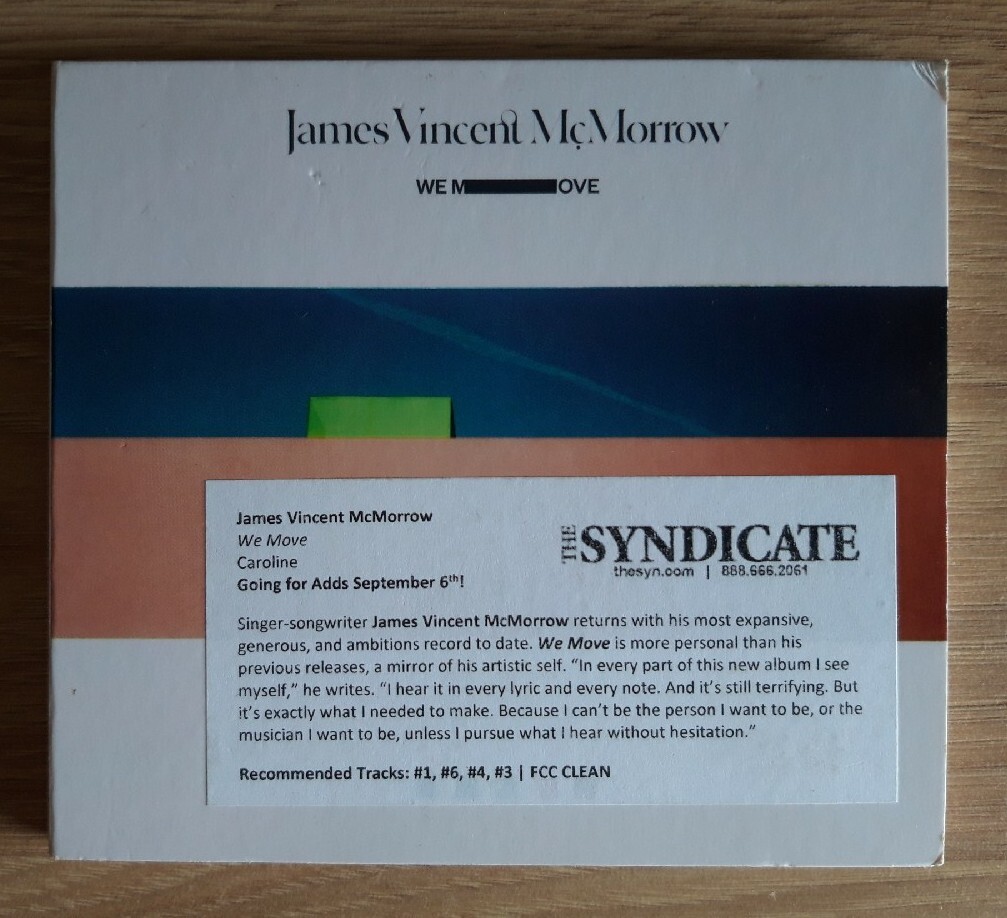 James Vincent McMorrow
WE M OVE
James Vincent McMorrow
We Move
Caroline
Going for Adds September 6th!
THE SYNDICATE
thesyn.com | 888.666.2061
Singer-songwriter James Vincent McMorrow returns with his most expansive,
generous, and ambitions record to date. We Move is more personal than his
previous releases, a mirror of his artistic self. “In every part of this new album I see
myself,” he writes. “I hear it in every lyric and every note. And it’s still terrifying. But
it’s exactly what I needed to make. Because I can’t be the person I want to be, or the
musician I want to be, unless I pursue what I hear without hesitation.”
Recommended Tracks: #1, #6, #4, #3 | FCC CLEAN